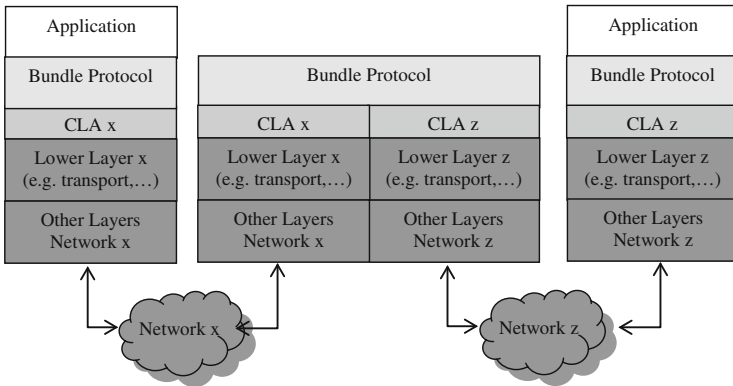 Application
Application
Bundle Protocol
Bundle Protocol
Bundle Protocol
CLA x
CLA x
CLA z
CLA z
Lower Layer x
(e.g. transport,...)
Lower Layer x
(e.g. transport,...)
Lower Layer z
(e.g. transport,...)
Lower Layer z
(e.g. transport,...)
Other Layers
Network x
Other Layers
Network x
Other Layers
Network z
Other Layers
Network z
Network x
Network z